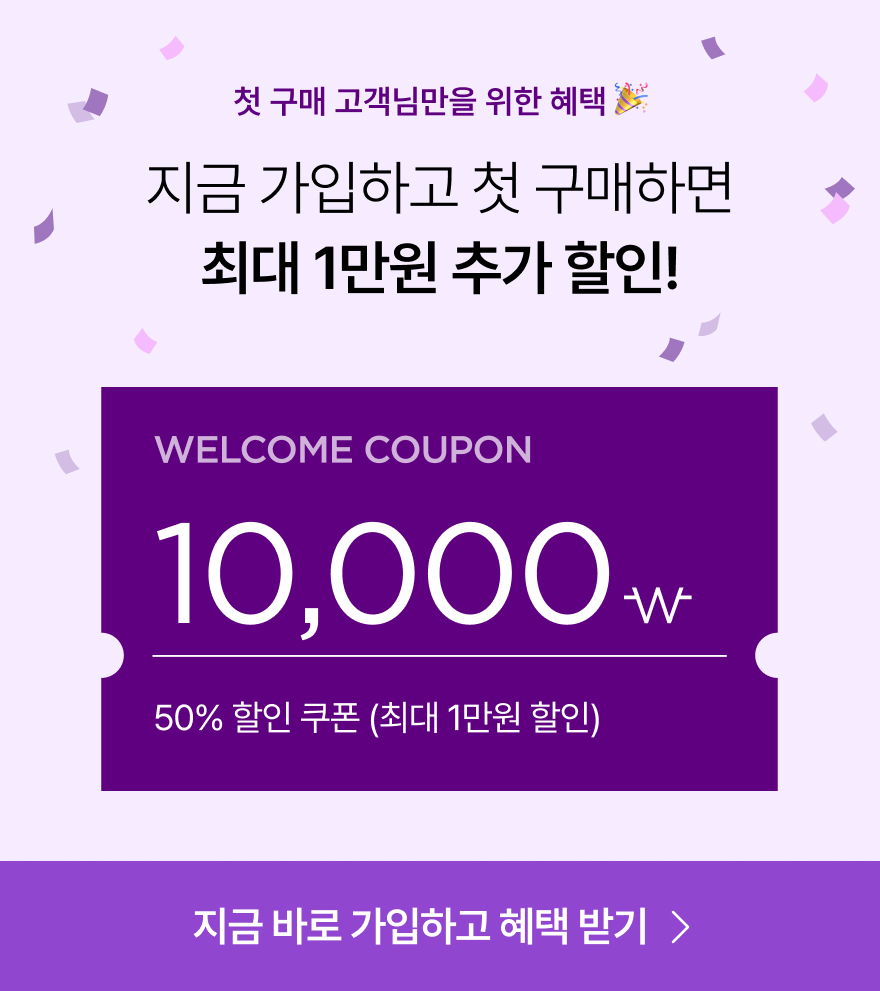 첫 구매 고객님만을 위한 혜택 🎉
지금 가입하고 첫 구매하면
최대 1만원 추가 할인!
WELCOME COUPON
10,000₩
50% 할인 쿠폰 (최대 1만원 할인)
지금 바로 가입하고 혜택 받기 >